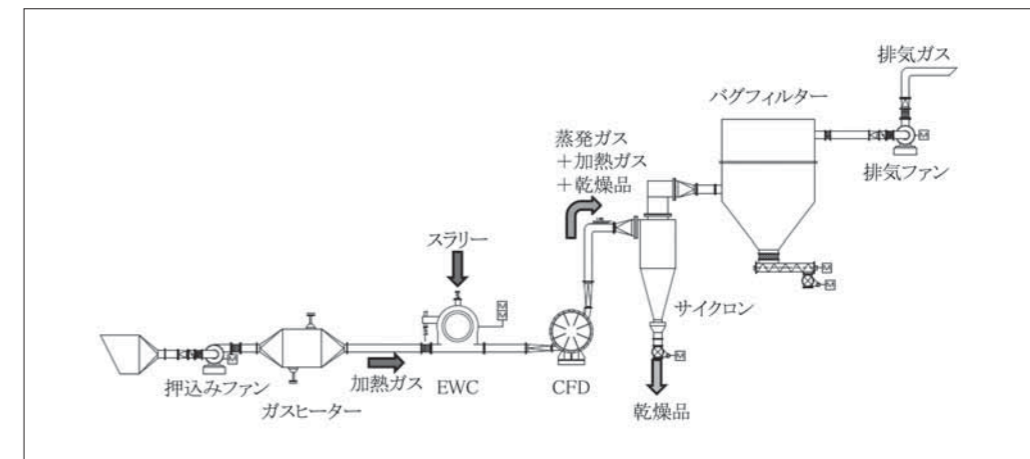 排気ガス
バグフィルター
蒸発ガス
＋加熱ガス
＋乾燥品
排気ファン
スラリー
サイクロン
押込みファン
加熱ガス
EWC
CFD
ガスヒーター
乾燥品
M
M
M
M
M
M
M